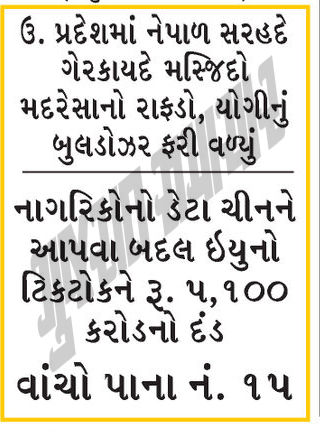 ઉ. પ્રદેશમાં નેપાળ સરહદે
ગેરકાયદે મસ્જિદો
મદરેસાનો રાફડો, યોગીનું
બુલડોઝર ફરી વળ્યું
નાગરિકોનો ડેટા ચીનને
આપવા બદલ ઇયુનો
ટિકટોકને રૂ. ૫,૧૦૦
કરોડનો દંડ
વાંચો પાના નં. ૧૫